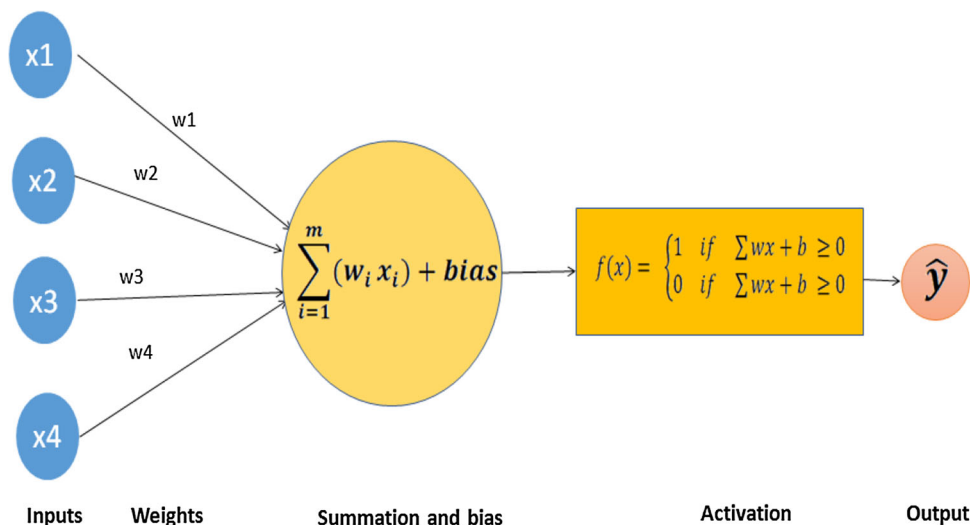 x1
w1
x2
w2
x3
w3
w4
x4
m
∑ (wᵢ xᵢ) + bias
i=1
f(x) = {1 if ∑wx + b ≥ 0
{0 if ∑wx + b ≥ 0
ŷ
Inputs Weights Summation and bias Activation Output